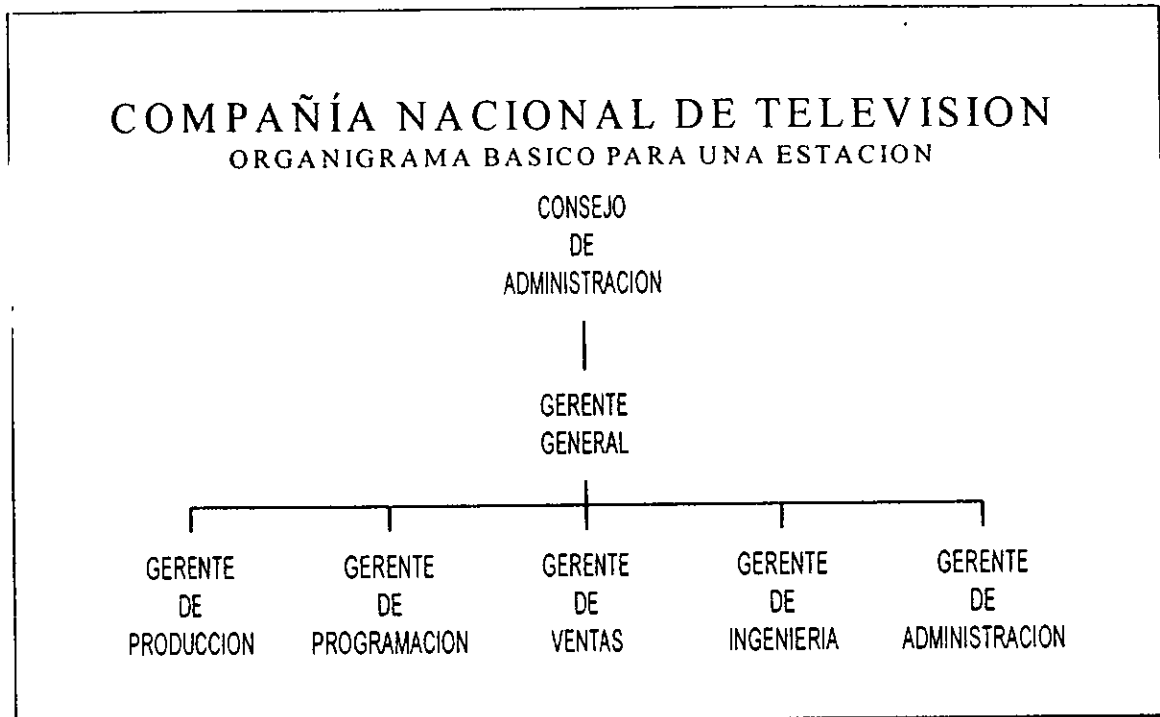 COMPAÑÍA NACIONAL DE TELEVISION
ORGANIGRAMA BASICO PARA UNA ESTACION
CONSEJO
DE
ADMINISTRACION
GERENTE
GENERAL
GERENTE
DE
PRODUCCION
GERENTE
DE
PROGRAMACION
GERENTE
DE
VENTAS
GERENTE
DE
INGENIERIA
GERENTE
DE
ADMINISTRACION